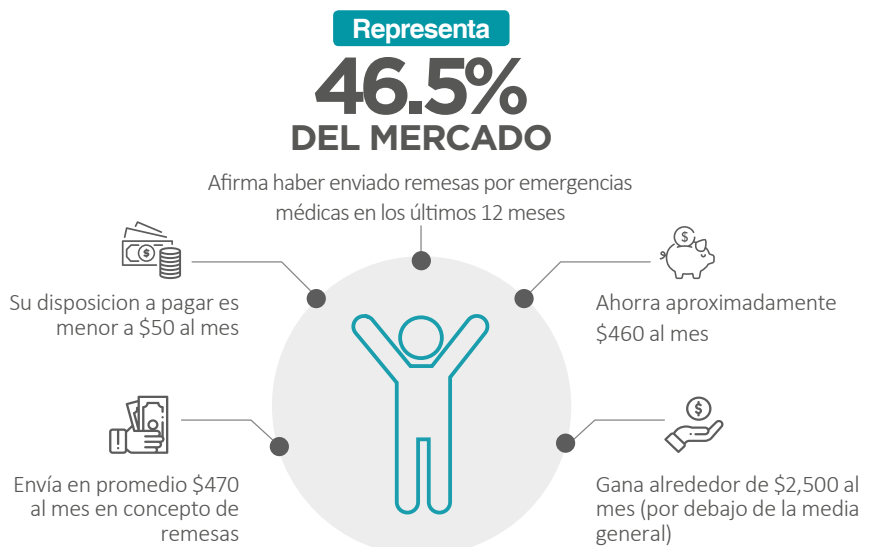 Representa
46.5%
DEL MERCADO
Afirma haber enviado remesas por emergencias
médicas en los últimos 12 meses
Su disposicion a pagar es
menor a $50 al mes
Ahorra aproximadamente
$460 al mes
Envía en promedio $470
al mes en concepto de
remesas
Gana alrededor de $2,500 al
mes (por debajo de la media
general)